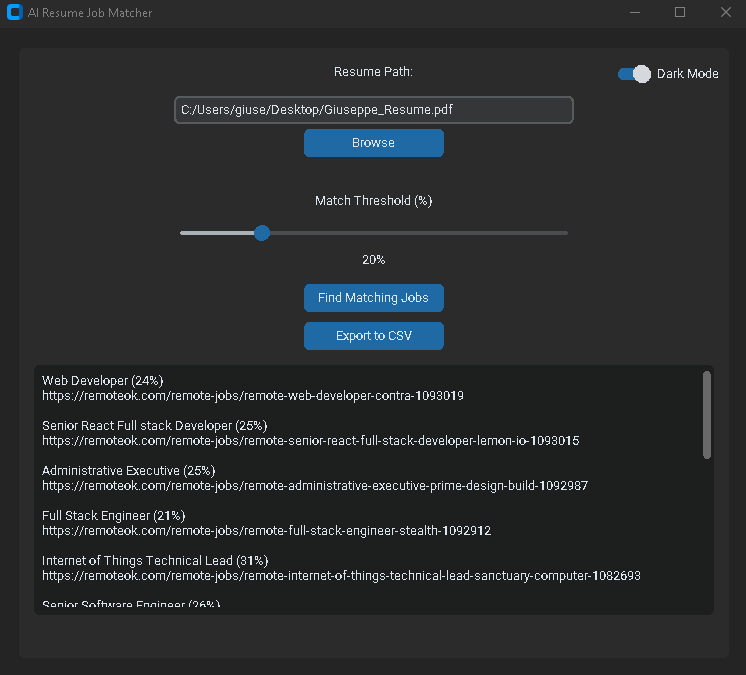 AI Resume Job Matcher
Resume Path:
Dark Mode
C:/Users/giuse/Desktop/Giuseppe_Resume.pdf
Browse
Match Threshold (%)
20%
Find Matching Jobs
Export to CSV
Web Developer (24%)
https://remoteok.com/remote-jobs/remote-web-developer-contra-1093019
Senior React Full stack Developer (25%)
https://remoteok.com/remote-jobs/remote-senior-react-full-stack-developer-lemon-io-1093015
Administrative Executive (25%)
https://remoteok.com/remote-jobs/remote-administrative-executive-prime-design-build-1092987
Full Stack Engineer (21%)
https://remoteok.com/remote-jobs/remote-full-stack-engineer-stealth-1092912
Internet of Things Technical Lead (31%)
https://remoteok.com/remote-jobs/remote-internet-of-things-technical-lead-sanctuary-computer-1082693
Senior Software Engineer (26%)